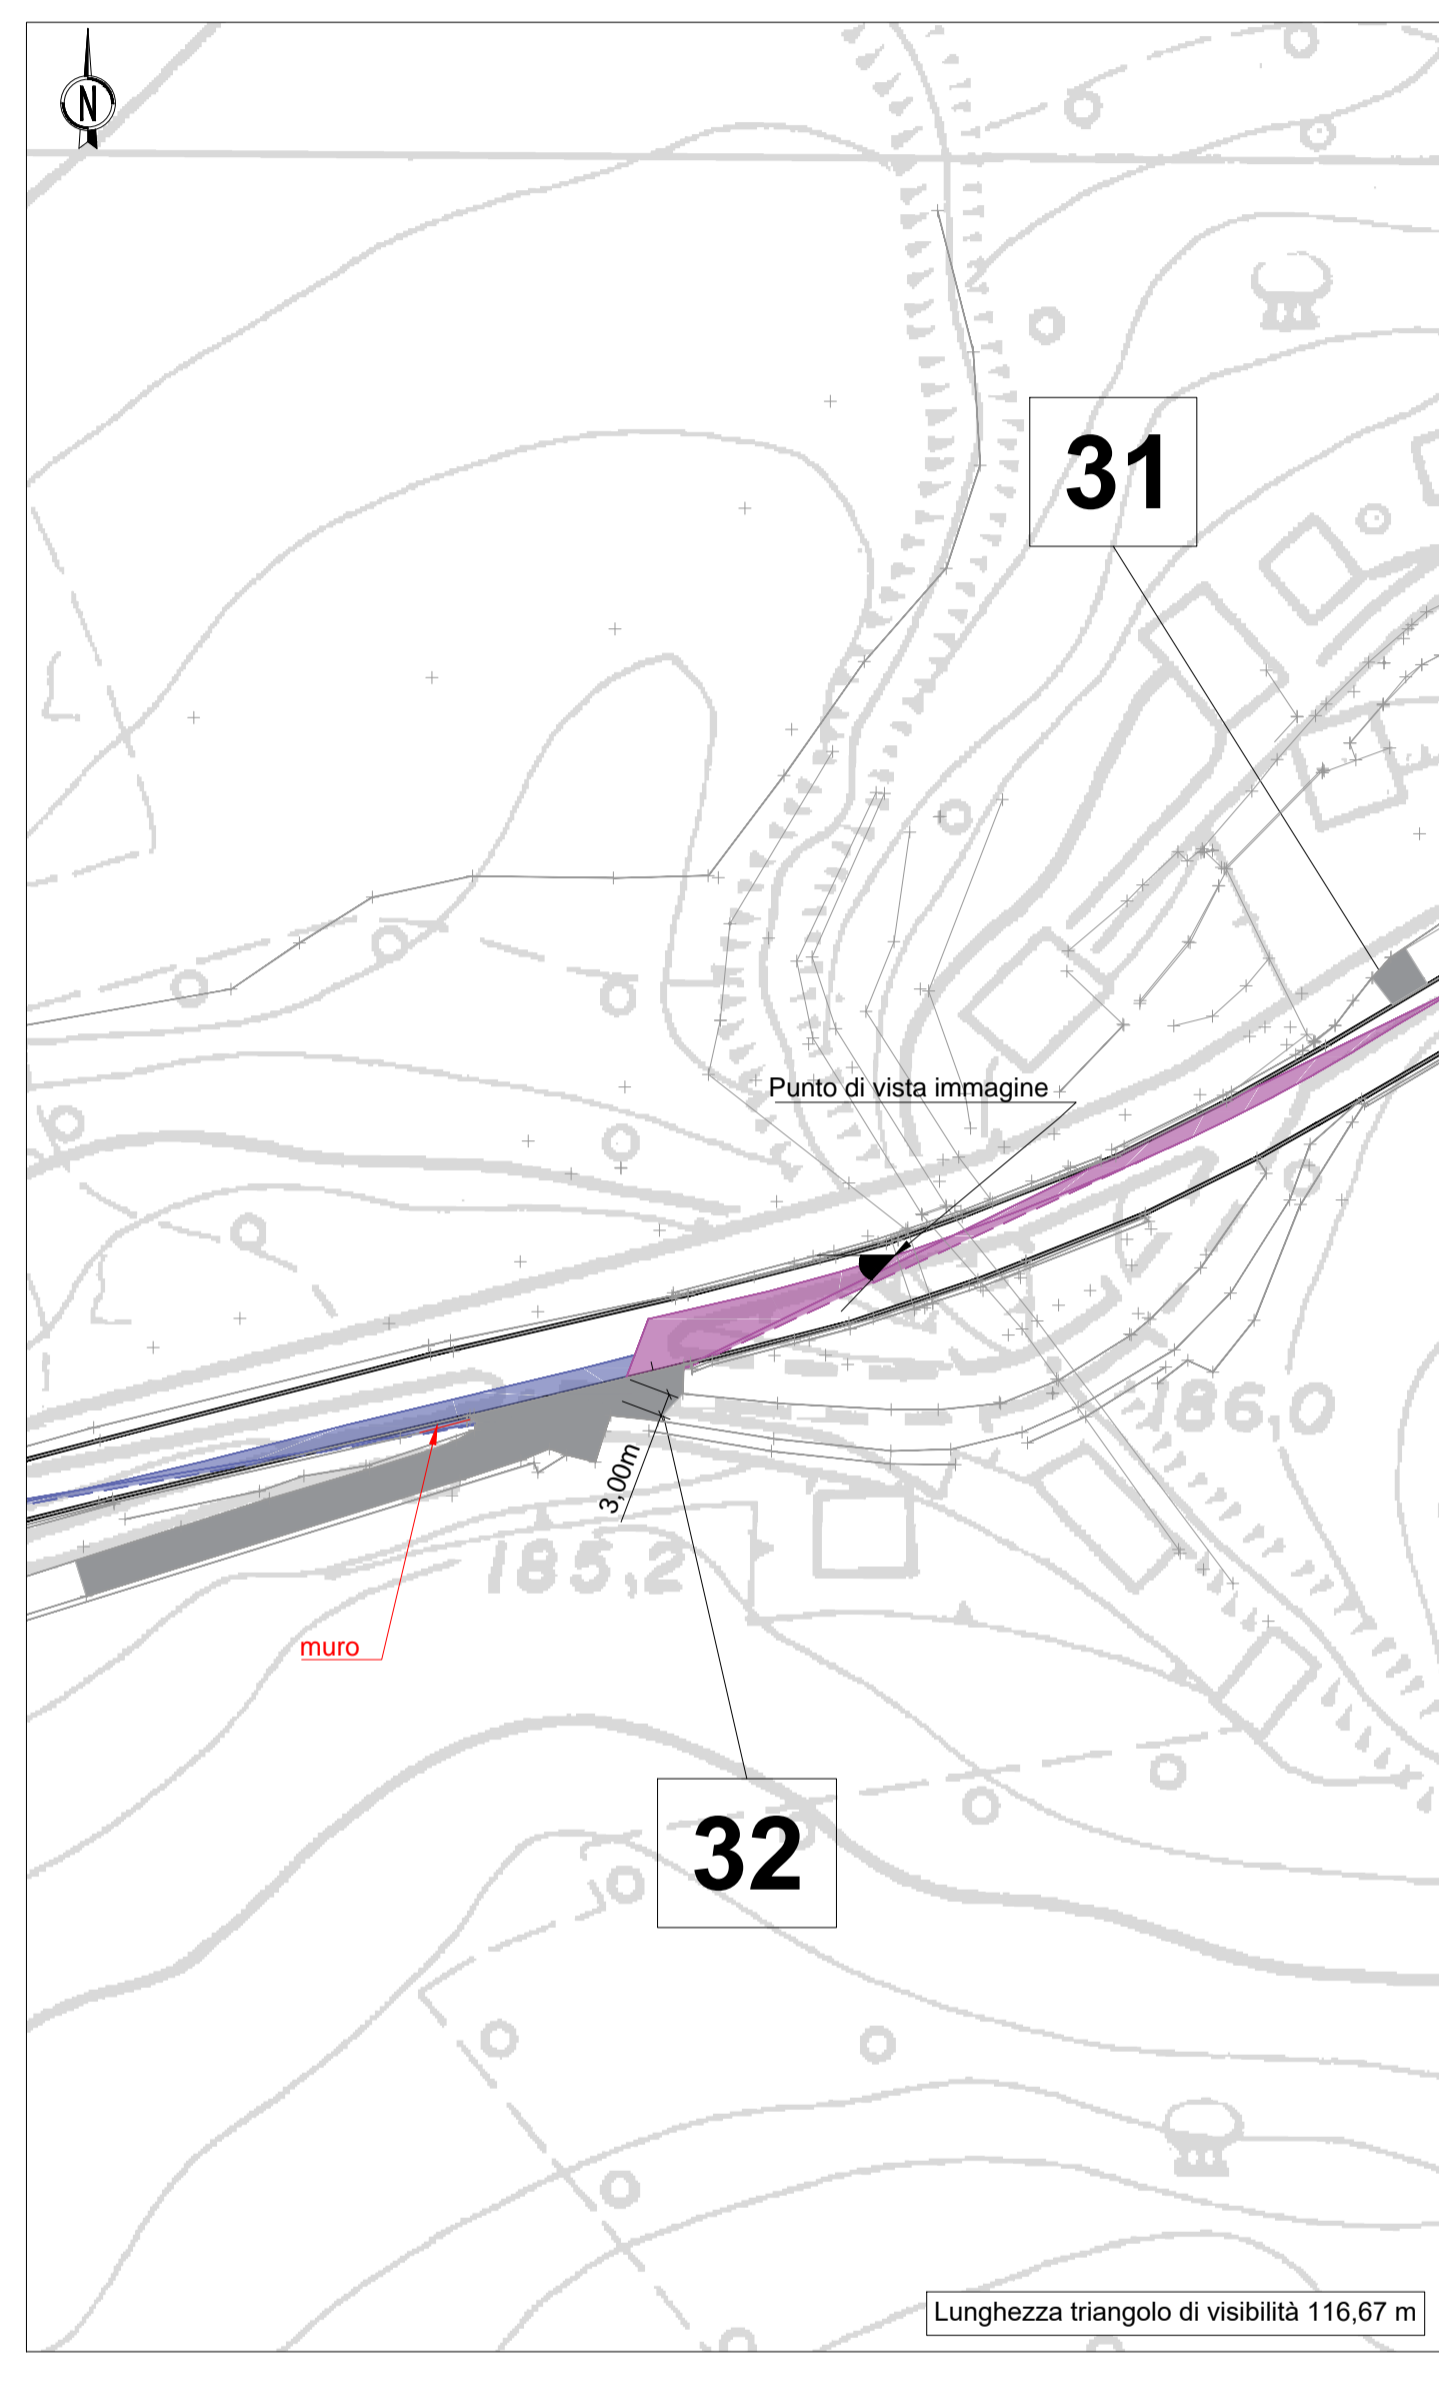 N
31
Punto di vista immagine
186,0
3,00m
185,2
muro
32
Lunghezza triangolo di visibilità 116,67 m